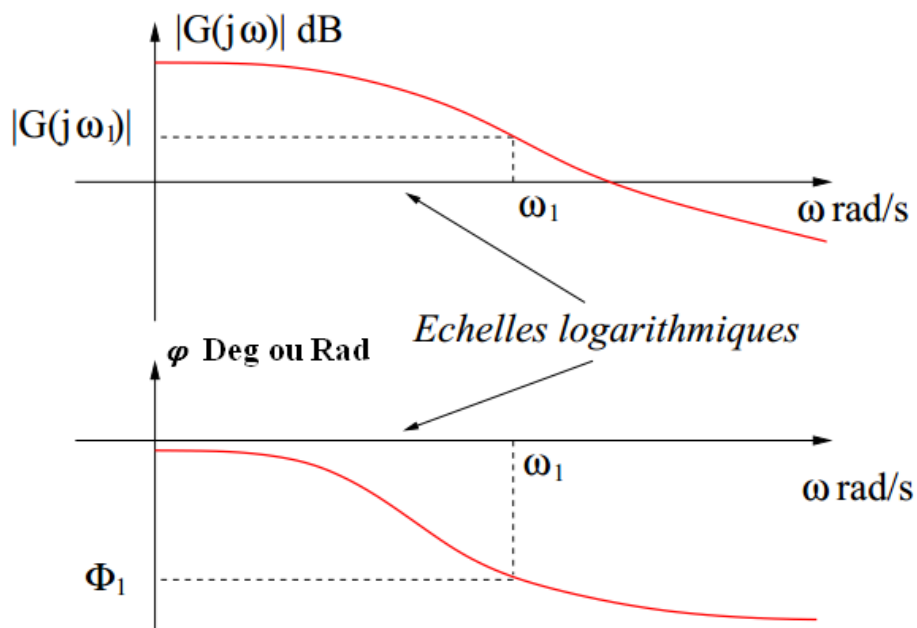 |G(jω)| dB
|G(jω₁)|
ω₁
ω rad/s
Echelles logarithmiques
φ Deg ou Rad
ω₁
ω rad/s
Φ₁